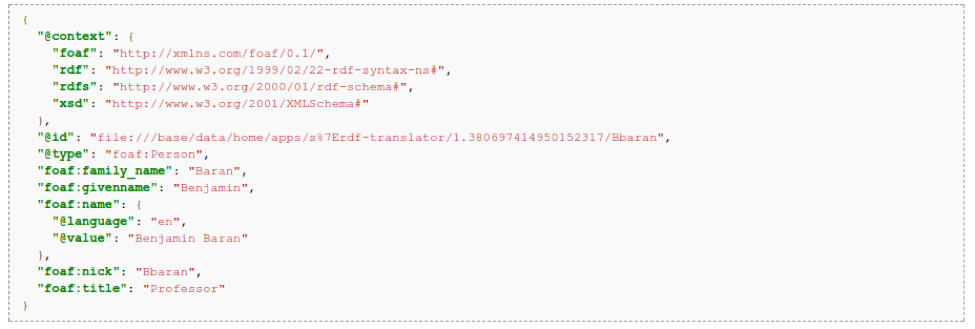 {
  "@context": {
    "foaf": "http://xmlns.com/foaf/0.1/",
    "rdf": "http://www.w3.org/1999/02/22-rdf-syntax-ns#",
    "rdfs": "http://www.w3.org/2000/01/rdf-schema#",
    "xsd": "http://www.w3.org/2001/XMLSchema#"
  },
  "@id": "file:///base/data/home/apps/s%7Erdf-translator/1.380697414950152317/Bbaran",
  "@type": "foaf:Person",
  "foaf:family_name": "Baran",
  "foaf:givenname": "Benjamin",
  "foaf:name": {
    "@language": "en",
    "@value": "Benjamin Baran"
  },
  "foaf:nick": "Bbaran",
  "foaf:title": "Professor"
}